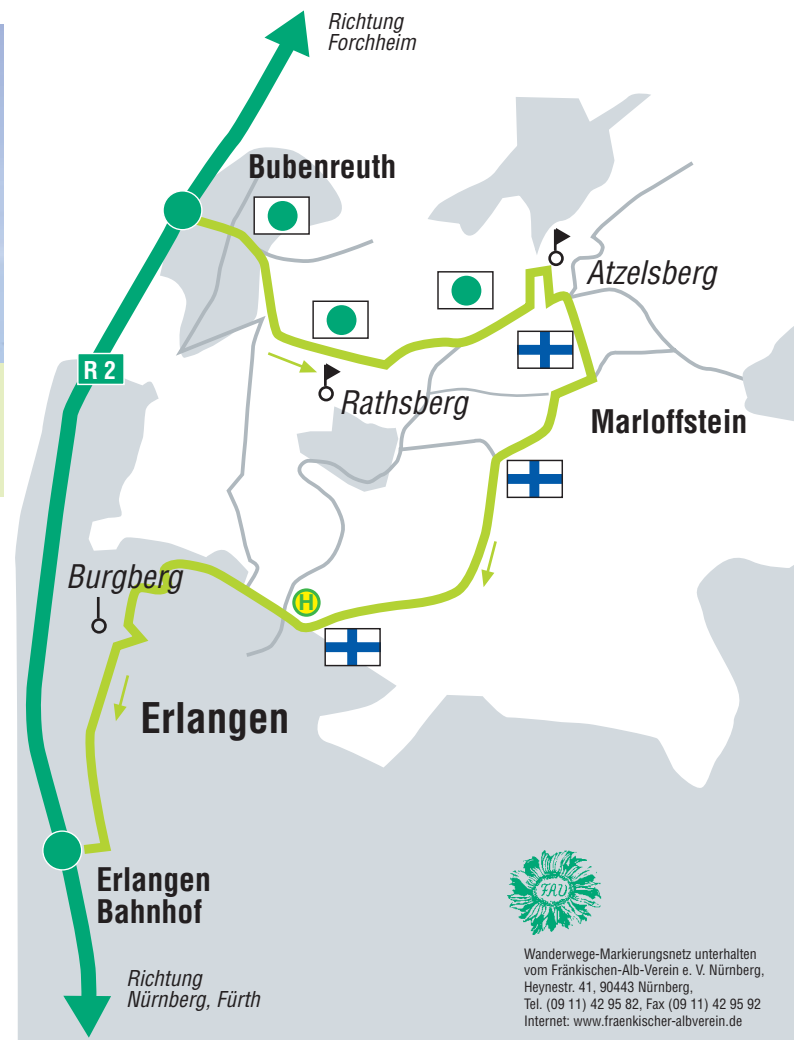 Richtung
Forchheim
Bubenreuth
Atzelsberg
R 2
Rathsberg
Marloffstein
Burgberg
H
Erlangen
Erlangen
Bahnhof
FAV
Richtung
Nürnberg, Fürth
Wanderwege-Markierungsnetz unterhalten
vom Fränkischen-Alb-Verein e. V. Nürnberg,
Heynestr. 41, 90443 Nürnberg,
Tel. (09 11) 42 95 82, Fax (09 11) 42 95 92
Internet: www.fraenkischer-albverein.de